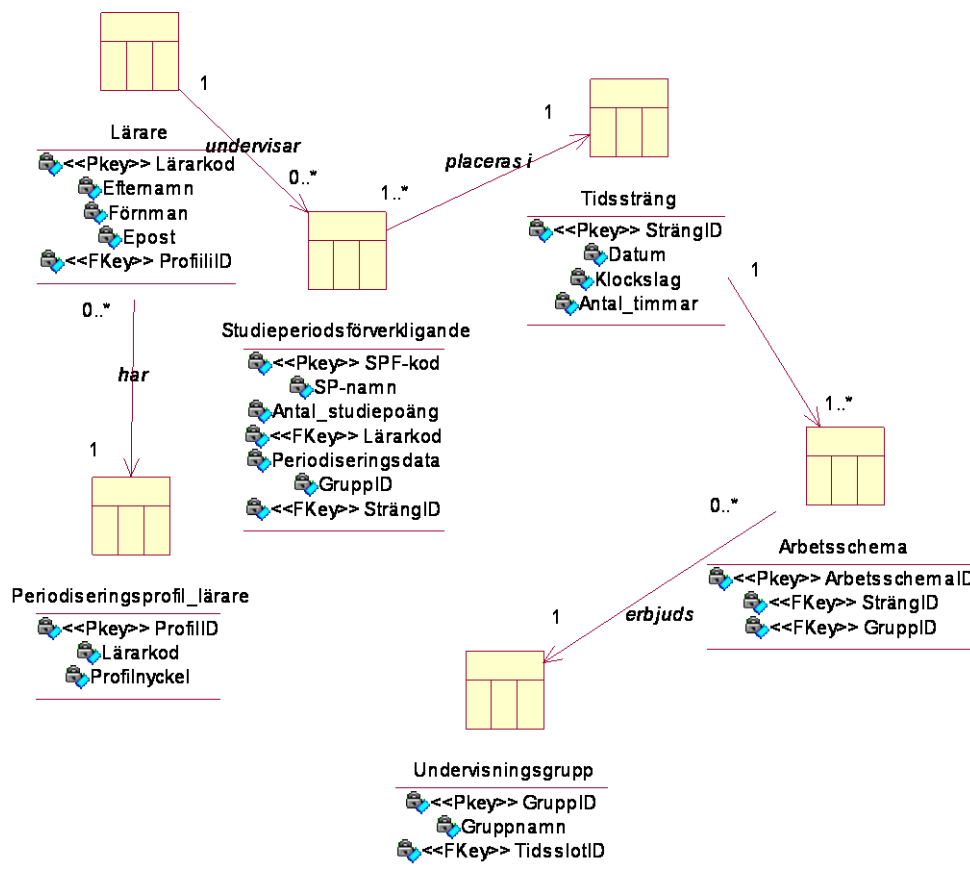 1
Lärare
<<Pkey>> Lärarkod
Efternamn
Förnman
Epost
<<FKey>> ProfiiliID
undervisar
0..*
1..*
placeras i
1
Tidssträng
<<Pkey>> SträngID
Datum
Klockslag
Antal_timmar
1
0..*
har
1
Studieperiodsförverkligande
<<Pkey>> SPF-kod
SP-namn
Antal_studiepoäng
<<FKey>> Lärarkod
Periodiseringsdata
GruppID
<<FKey>> SträngID
1..*
0..*
Arbetsschema
<<Pkey>> ArbetsschemaID
<<FKey>> SträngID
<<FKey>> GruppID
Periodiseringsprofil_lärare
<<Pkey>> ProfilID
Lärarkod
Profilnyckel
erbjuds
1
Undervisningsgrupp
<<Pkey>> GruppID
Gruppnamn
<<FKey>> TidsslotID